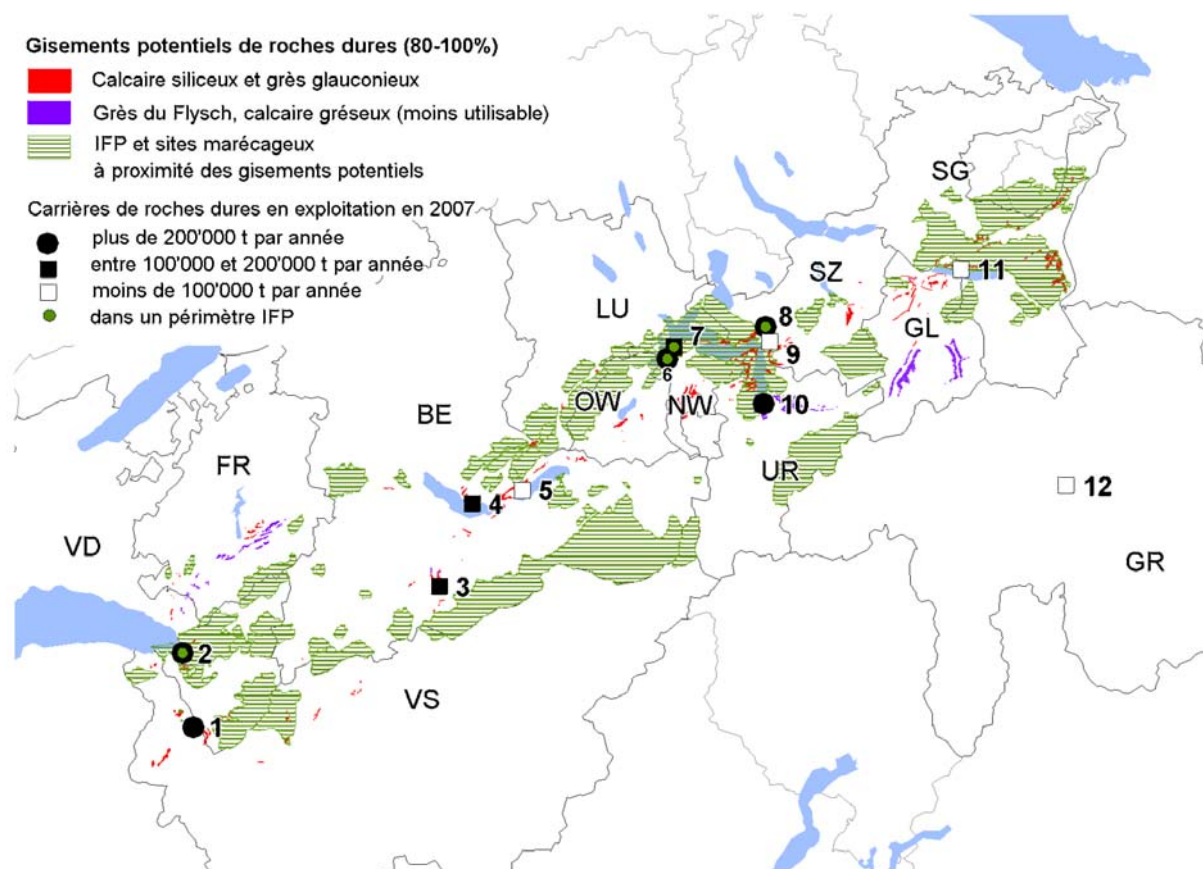 Gisements potentiels de roches dures (80-100%)
Calcaire siliceux et grès glauconieux
Grès du Flysch, calcaire gréseux (moins utilisable)
IFP et sites marécageux
à proximité des gisements potentiels
Carrières de roches dures en exploitation en 2007
plus de 200'000 t par année
entre 100'000 et 200'000 t par année
moins de 100'000 t par année
dans un périmètre IFP
SG
11
SZ
LU
8
7
9
GL
6
OW
NW
10
BE
FR
UR
5
4
12
VD
GR
3
2
VS
1